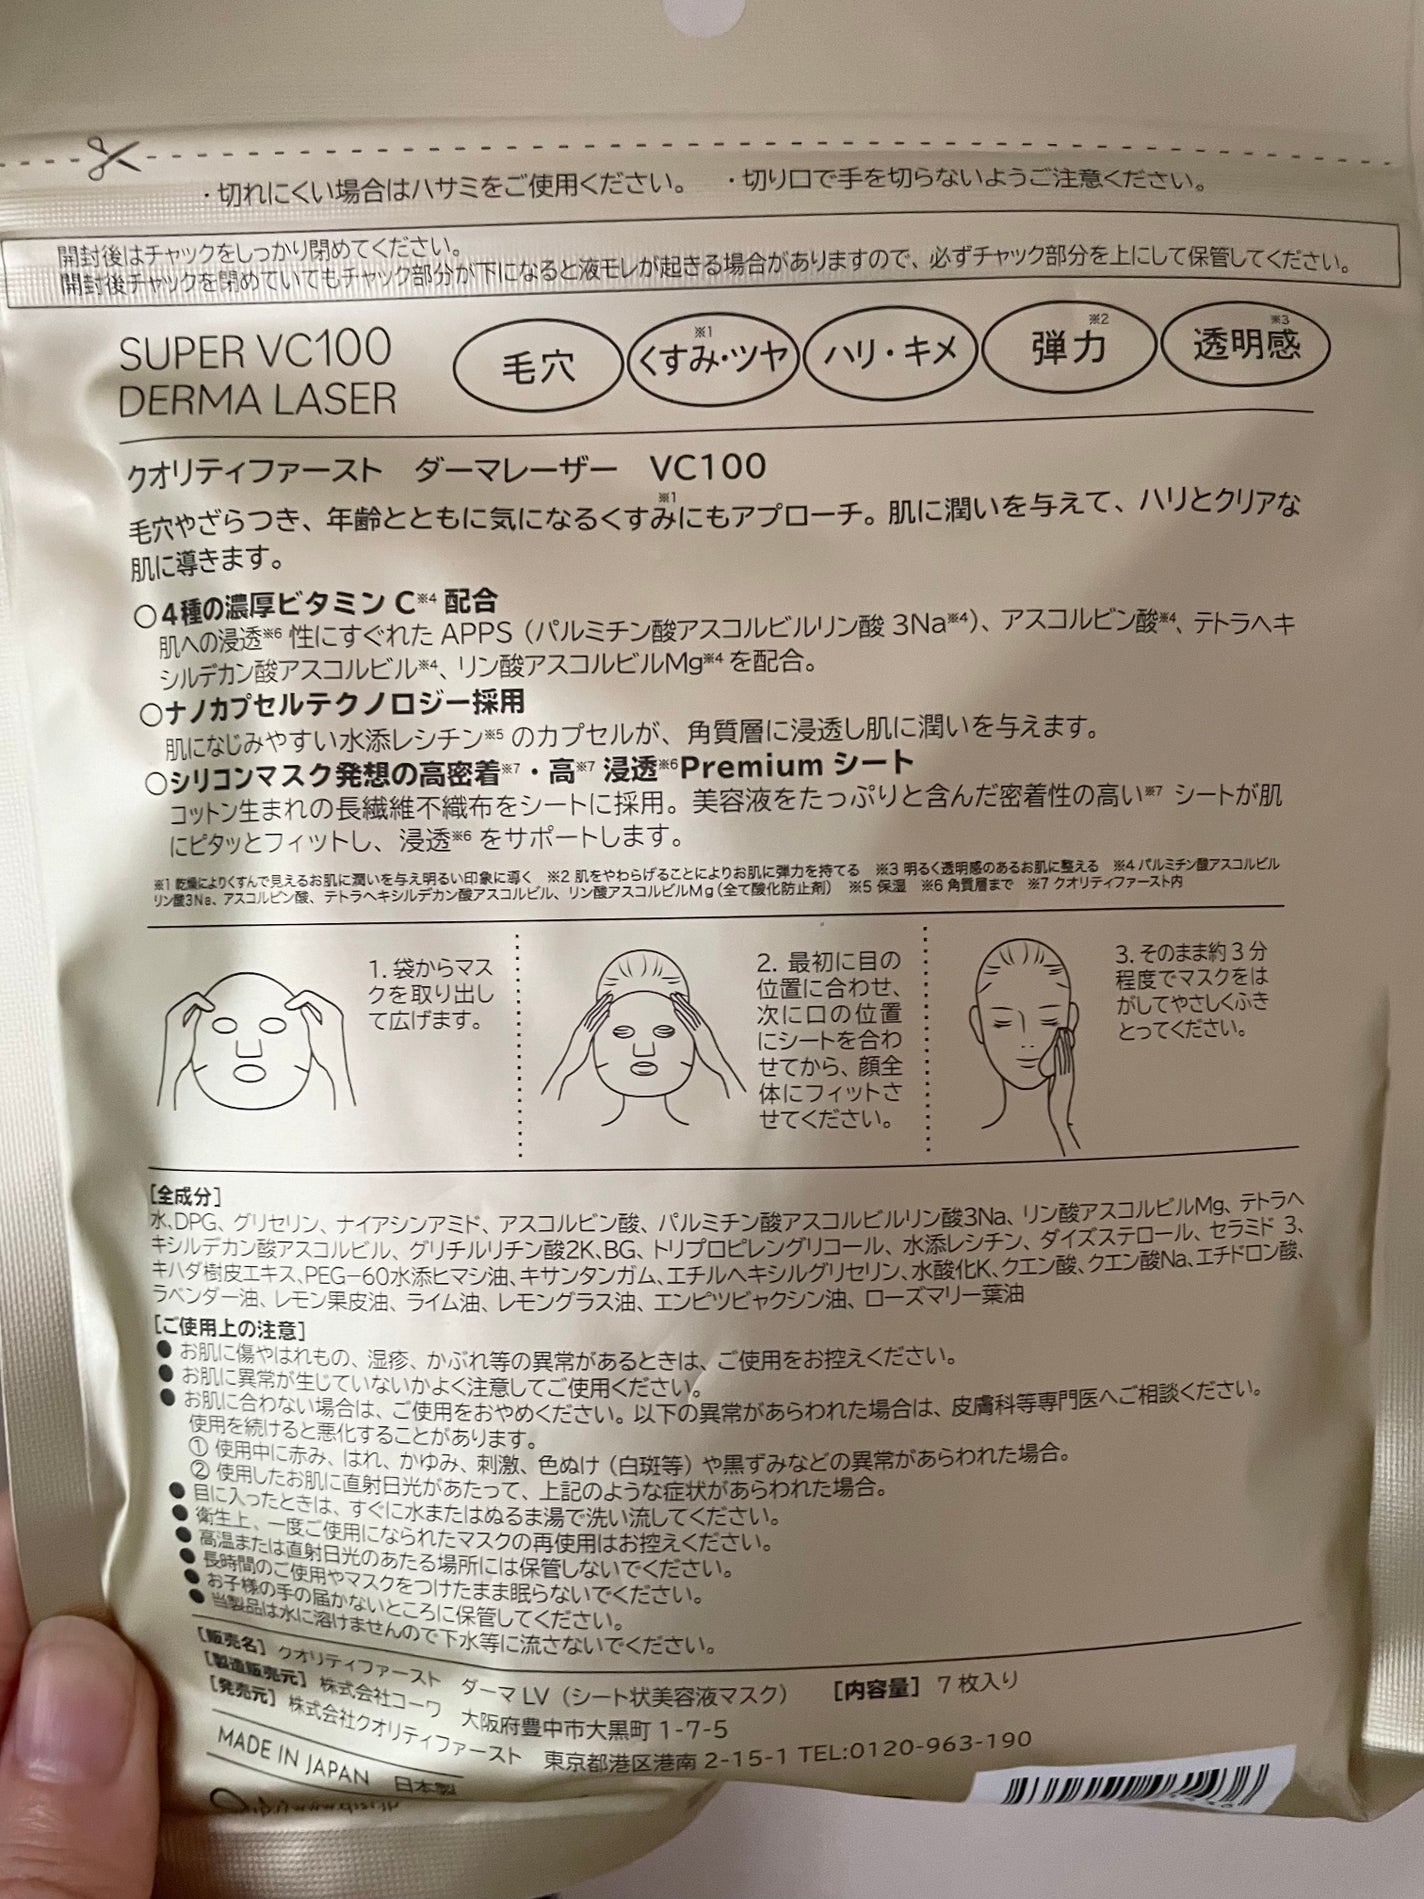 ・切れにくい場合はハサミをご使用ください。 ・切り口で手を切らないようご注意ください。
開封後はチャックをしっかり閉めてください。
開封後チャックを閉めていてもチャック部分が下になると液モレが起きる場合がありますので、必ずチャック部分を上にして保管してください。
SUPER VC100
DERMA LASER
毛穴
くすみ※1・ツヤ
ハリ・キメ
弾力※2
透明感※3
クオリティファースト ダーマレーザー VC100
毛穴やざらつき、年齢とともに気になるくすみ※1にもアプローチ。肌に潤いを与えて、ハリとクリアな
肌に導きます。
○4種の濃厚ビタミンC※4 配合
肌への浸透※6 性にすぐれた APPS（パルミチン酸アスコルビルリン酸 3Na※4）、アスコルビン酸※4、テトラヘキ
シルデカン酸アスコルビル※4、リン酸アスコルビルMg※4 を配合。
○ナノカプセルテクノロジー採用
肌になじみやすい水添レシチン※5 のカプセルが、角質層に浸透し肌に潤いを与えます。
○シリコンマスク発想の高密着※7・高※7 浸透※6Premium シート
コットン生まれの長繊維不織布をシートに採用。美容液をたっぷりと含んだ密着性の高い※7 シートが肌
にピタッとフィットし、浸透※6 をサポートします。
※1 乾燥によりくすんで見えるお肌に潤いを与え明るい印象に導く ※2 肌をやわらげることによりお肌に弾力を持てる ※3 明るく透明感のあるお肌に整える ※4 パルミチン酸アスコルビル
リン酸3Na、アスコルビン酸、テトラヘキシルデカン酸アスコルビル、リン酸アスコルビルMg（全て酸化防止剤） ※5 保湿 ※6 角質層まで ※7 クオリティファースト内
1. 袋からマス
クを取り出し
て広げます。
2. 最初に目の
位置に合わせ、
次に口の位置
にシートを合わ
せてから、顔全
体にフィットさ
せてください。
3. そのまま約３分
程度でマスクをは
がしてやさしくふき
とってください。
[全成分]
水、DPG、グリセリン、ナイアシンアミド、アスコルビン酸、パルミチン酸アスコルビルリン酸3Na、リン酸アスコルビルMg、テトラヘ
キシルデカン酸アスコルビル、グリチルリチン酸2K、BG、トリプロピレングリコール、水添レシチン、ダイズステロール、セラミド 3、
キハダ樹皮エキス、PEG−60水添ヒマシ油、キサンタンガム、エチルヘキシルグリセリン、水酸化K、クエン酸、クエン酸Na、エチドロン酸、
ラベンダー油、レモン果皮油、ライム油、レモングラス油、エンピツビャクシン油、ローズマリー葉油
[ご使用上の注意]
● お肌に傷やはれもの、湿疹、かぶれ等の異常があるときは、ご使用をお控えください。
● お肌に異常が生じていないかよく注意してご使用ください。
● お肌に合わない場合は、ご使用をおやめください。以下の異常があらわれた場合は、皮膚科等専門医へご相談ください。
使用を続けると悪化することがあります。
① 使用中に赤み、はれ、かゆみ、刺激、色ぬけ（白斑等）や黒ずみなどの異常があらわれた場合。
② 使用したお肌に直射日光があたって、上記のような症状があらわれた場合。
● 目に入ったときは、すぐに水またはぬるま湯で洗い流してください。
● 衛生上、一度ご使用になられたマスクの再使用はお控えください。
● 高温または直射日光のあたる場所には保管しないでください。
● 長時間のご使用やマスクをつけたまま眠らないでください。
● お子様の手の届かないところに保管してください。
● 当製品は水に溶けませんので下水等に流さないでください。
[販売名] クオリティファースト ダーマ LV（シート状美容液マスク） [内容量] 7 枚入り
[製造販売元] 株式会社コーワ 大阪府豊中市大黒町 1-7-5
[発売元] 株式会社クオリティファースト 東京都港区港南 2-15-1 TEL:0120-963-190
MADE IN JAPAN 日本製